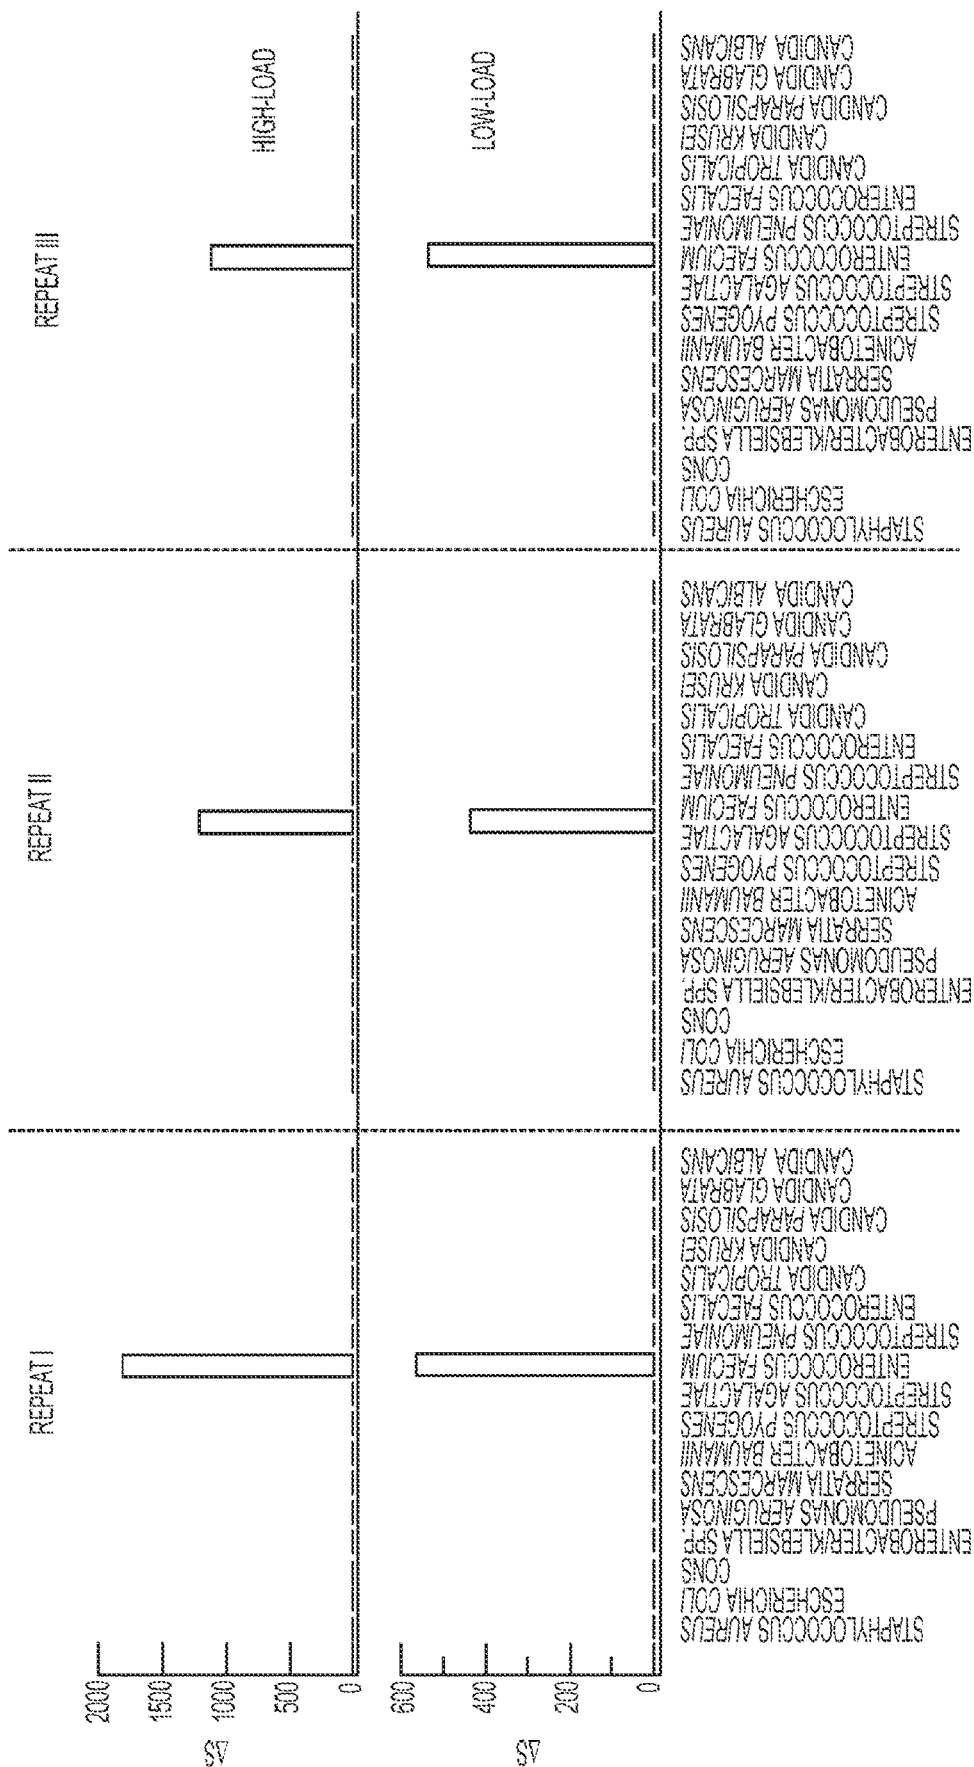 REPEAT I
REPEAT II
REPEAT III
ΔS
2000
1500
1000
500
0
HIGH-LOAD
ΔS
600
400
200
0
LOW-LOAD
STAPHYLOCOCCUS AUREUS
ESCHERICHIA COLI
CONS
ENTEROBACTER/KLEBSIELLA SPP.
PSEUDOMONAS AERUGINOSA
SERRATIA MARCESCENS
ACINETOBACTER BAUMANII
STREPTOCOCCUS PYOGENES
STREPTOCOCCUS AGALACTIAE
ENTEROCOCCUS FAECIUM
STREPTOCOCCUS PNEUMONIAE
ENTEROCOCCUS FAECALIS
CANDIDA TROPICALIS
CANDIDA KRUSEI
CANDIDA PARAPSILOSIS
CANDIDA GLABRATA
CANDIDA ALBICANS
STAPHYLOCOCCUS AUREUS
ESCHERICHIA COLI
CONS
ENTEROBACTER/KLEBSIELLA SPP.
PSEUDOMONAS AERUGINOSA
SERRATIA MARCESCENS
ACINETOBACTER BAUMANII
STREPTOCOCCUS PYOGENES
STREPTOCOCCUS AGALACTIAE
ENTEROCOCCUS FAECIUM
STREPTOCOCCUS PNEUMONIAE
ENTEROCOCCUS FAECALIS
CANDIDA TROPICALIS
CANDIDA KRUSEI
CANDIDA PARAPSILOSIS
CANDIDA GLABRATA
CANDIDA ALBICANS
STAPHYLOCOCCUS AUREUS
ESCHERICHIA COLI
CONS
ENTEROBACTER/KLEBSIELLA SPP.
PSEUDOMONAS AERUGINOSA
SERRATIA MARCESCENS
ACINETOBACTER BAUMANII
STREPTOCOCCUS PYOGENES
STREPTOCOCCUS AGALACTIAE
ENTEROCOCCUS FAECIUM
STREPTOCOCCUS PNEUMONIAE
ENTEROCOCCUS FAECALIS
CANDIDA TROPICALIS
CANDIDA KRUSEI
CANDIDA PARAPSILOSIS
CANDIDA GLABRATA
CANDIDA ALBICANS